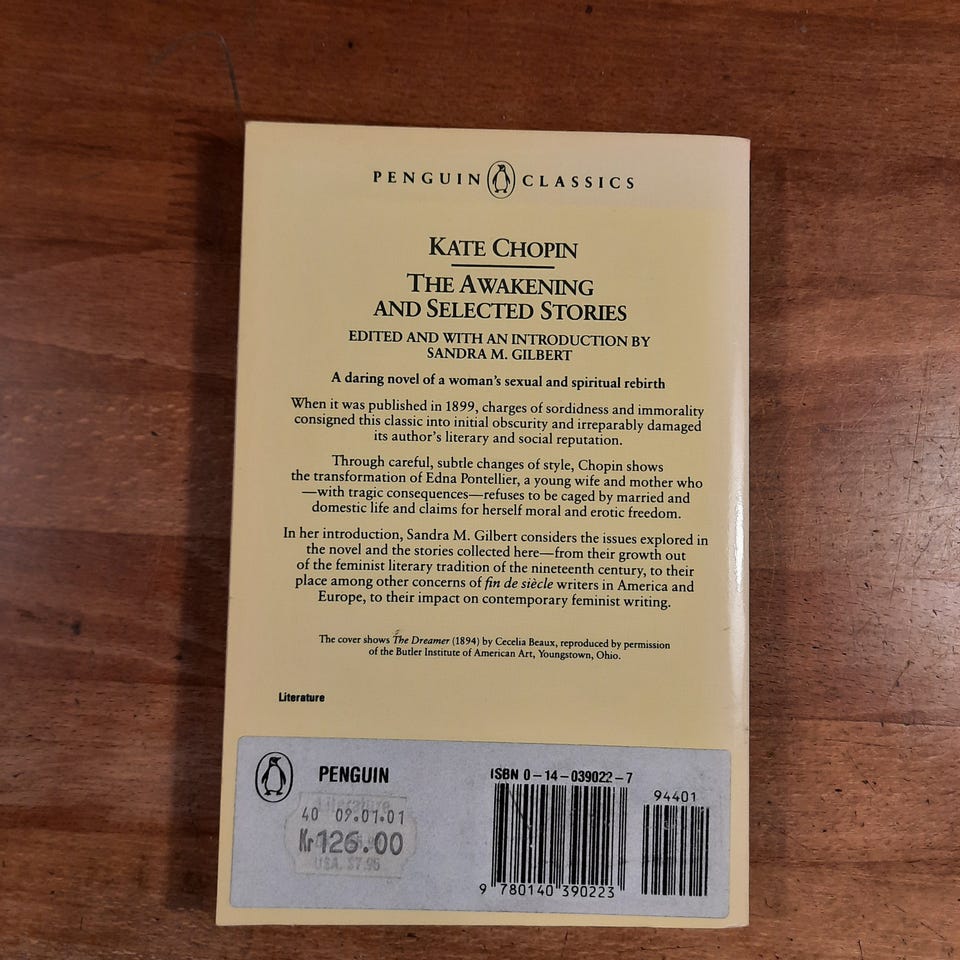 PENGUIN CLASSICS
KATE CHOPIN
THE AWAKENING
AND SELECTED STORIES
EDITED AND WITH AN INTRODUCTION BY
SANDRA M. GILBERT
A daring novel of a woman's sexual and spiritual rebirth
When it was published in 1899, charges of sordidness and immorality
consigned this classic into initial obscurity and irreparably damaged
its author's literary and social reputation.
Through careful, subtle changes of style, Chopin shows
the transformation of Edna Pontellier, a young wife and mother who
—with tragic consequences—refuses to be caged by married and
domestic life and claims for herself moral and erotic freedom.
In her introduction, Sandra M. Gilbert considers the issues explored in
the novel and the stories collected here—from their growth out
of the feminist literary tradition of the nineteenth century, to their
place among other concerns of fin de siècle writers in America and
Europe, to their impact on contemporary feminist writing.
The cover shows The Dreamer (1894) by Cecelia Beaux, reproduced by permission
of the Butler Institute of American Art, Youngstown, Ohio.
Literature
PENGUIN
Literature
40 09.01.01
Kr126.00
USA. $7.95
ISBN 0-14-039022-7
94401
9 780140 390223